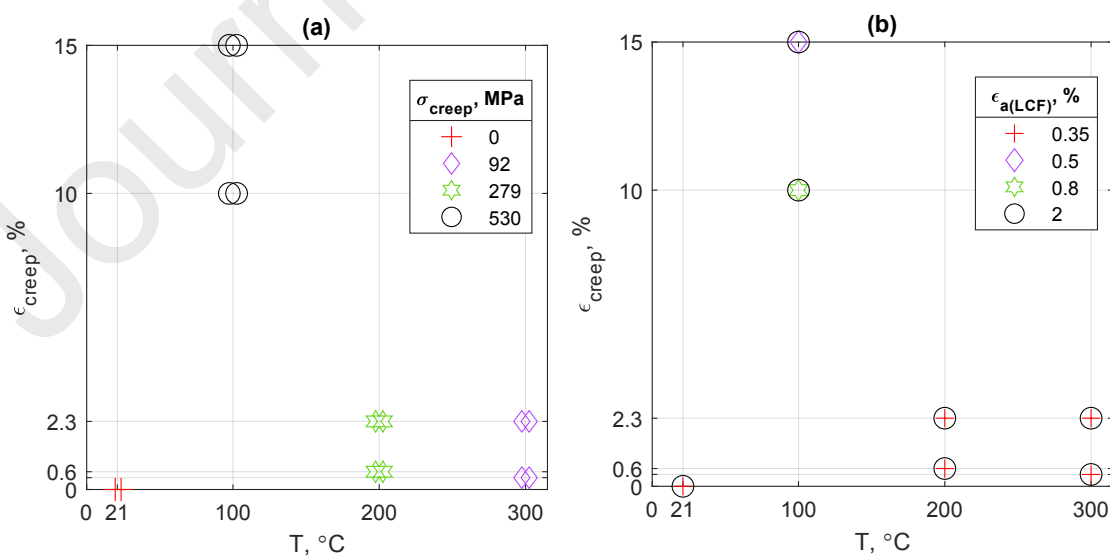 Journ
(a)
15
10
2.3
0.6
0
ϵcreep, %
0 21 100 200 300
T, °C
σcreep, MPa
0
92
279
530
(b)
15
10
2.3
0.6
0
ϵcreep, %
0 21 100 200 300
T, °C
ϵa(LCF), %
0.35
0.5
0.8
2